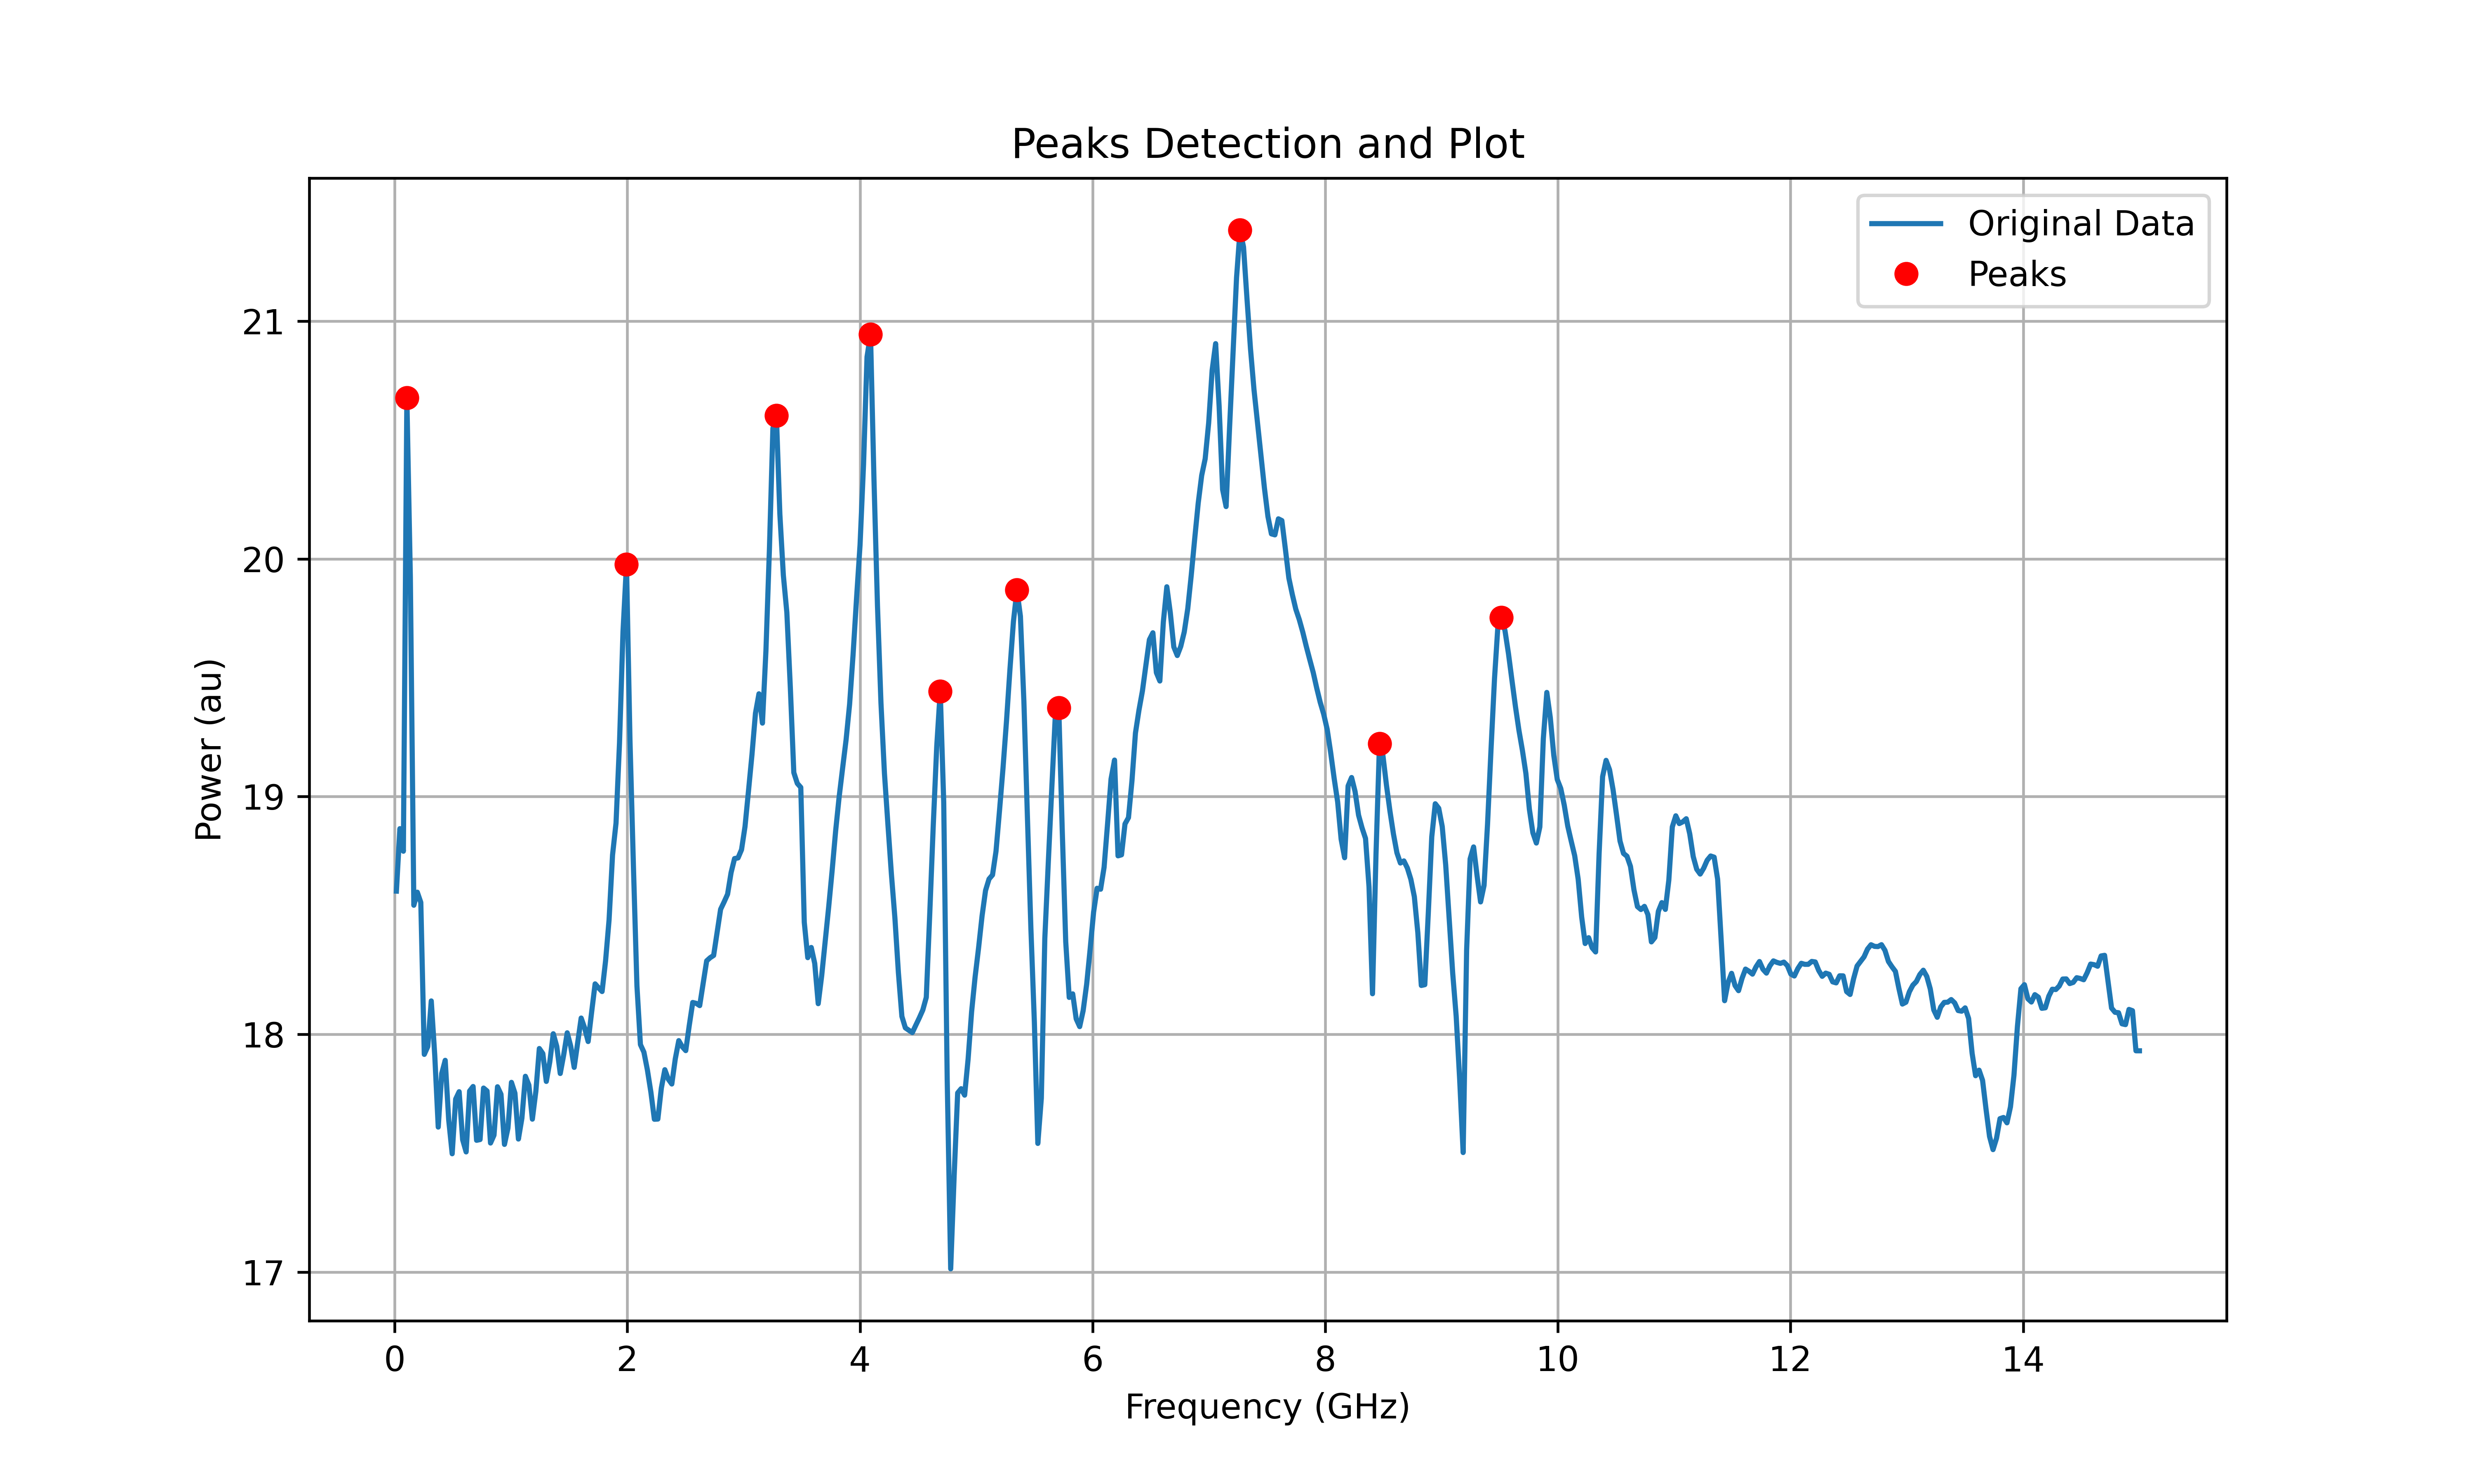 Peaks Detection and Plot
Original Data
Peaks
21
20
19
18
17
Power (au)
0 2 4 6 8 10 12 14
Frequency (GHz)